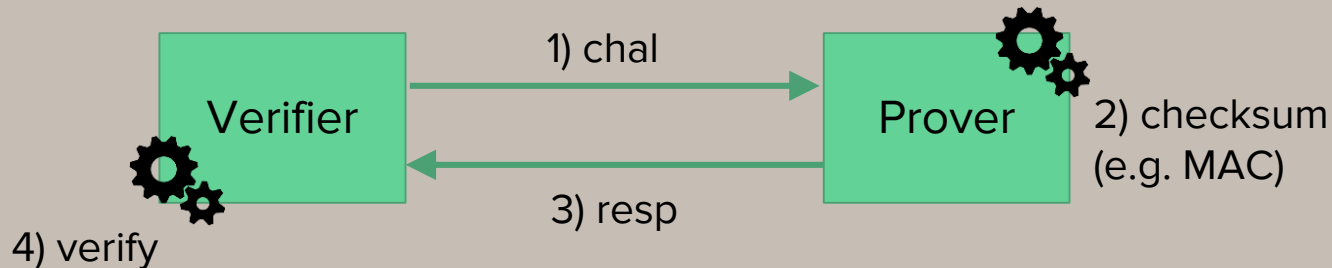 1) chal
Verifier
Prover
2) checksum
(e.g. MAC)
3) resp
4) verify